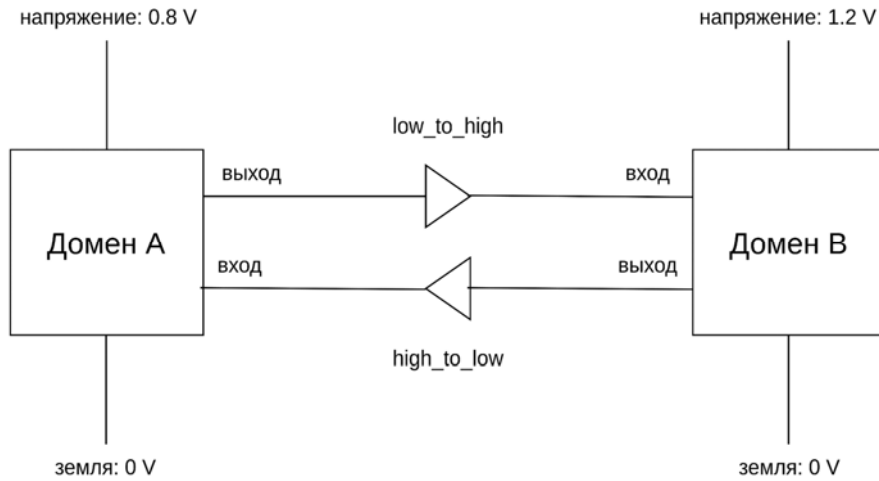 напряжение: 0.8 V
напряжение: 1.2 V
low_to_high
выход
вход
Домен A
Домен B
вход
выход
high_to_low
земля: 0 V
земля: 0 V